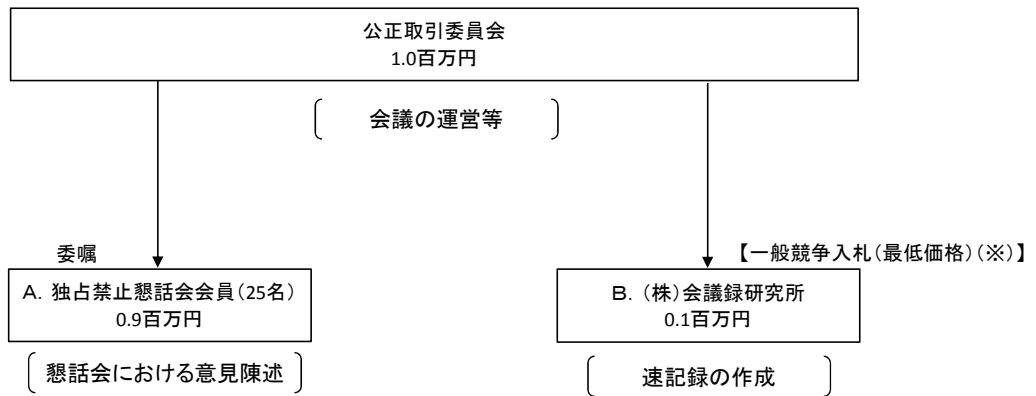 公正取引委員会
1.0百万円
会議の運営等
委嘱
【一般競争入札(最低価格)(※)】
A. 独占禁止懇話会会員(25名)
0.9百万円
B. (株)会議録研究所
0.1百万円
懇話会における意見陳述
速記録の作成